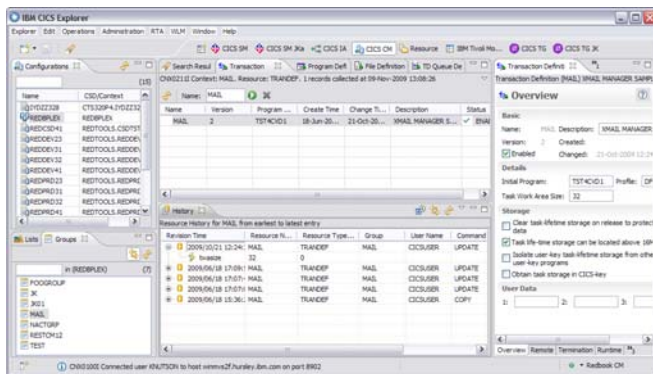 IBM CICS Explorer
Explorer Edit Operations Administration RTA WLM Window Help
CICS SM CICS SM JKa CICS IA CICS CM Resource IBM Tivoli Mo... CICS TG CICS TG JK
Configurations
(15)
Name CSD/Context
IYDZZ328 CTS320P4.IYDZZ32
REDBPLEX REDBPLEX
REDCSD41 REDTOOLS.CSDTST
REDDEV23 REDTOOLS.REDDEV
REDDEV31 REDTOOLS.REDDEV
REDDEV32 REDTOOLS.REDDEV
REDDEV41 REDTOOLS.REDDEV
REDPRD23 REDTOOLS.REDPRD
REDPRD31 REDTOOLS.REDPRD
REDPRD32 REDTOOLS.REDPRD
REDPRD41 REDTOOLS.REDPRD
Lists Groups
in (REDBPLEX) (7)
FOOGROUP
JK
JK01
MAIL
NACTGRP
RESTCM12
TEST
Search Resul Transaction Program Defi File Definition TD Queue De
CNX0211I Context: MAIL. Resource: TRANDEF. 1 records collected at 09-Nov-2009 13:08:26
Name: MAIL
Name Version Program ... Create Time Change Ti... Description Status
MAIL 2 TST4CVD1 18-Jun-20... 21-Oct-20... XMAIL MANAGER S... ENA
History
Resource History for MAIL from earliest to latest entry
Revision Time Resource N... Resource Type... Group User Name Command
2009/10/21 12:24: MAIL TRANDEF MAIL CICSUSER UPDATE
twasize 32 0
2009/06/18 17:09: MAIL TRANDEF MAIL CICSUSER UPDATE
2009/06/18 17:07: MAIL TRANDEF MAIL CICSUSER UPDATE
2009/06/18 17:07: MAIL TRANDEF MAIL CICSUSER UPDATE
2009/06/18 15:36: MAIL TRANDEF MAIL CICSUSER COPY
Transaction Definit
Transaction Definition (MAIL) XMAIL MANAGER SAMPL
Overview
Basic
Name: MAIL Description: XMAIL MANAGER
Version: 2 Created:
Enabled Changed: 21-Oct-2009 12:24
Details
Initial Program: TST4CVD1 Profile: DF
Task Work Area Size: 32
Storage
Clear task-lifetime storage on release to protect
data
Task life-time storage can be located above 16M
Isolate user-key task-lifetime storage from othe
user-key programs
Obtain task storage in CICS-key
User Data
1: 2: 3:
Overview Remote Termination Runtime
CNX0100I Connected user KNUTSON to host winmvs2f.hursley.ibm.com on port 8902
Redbook CM